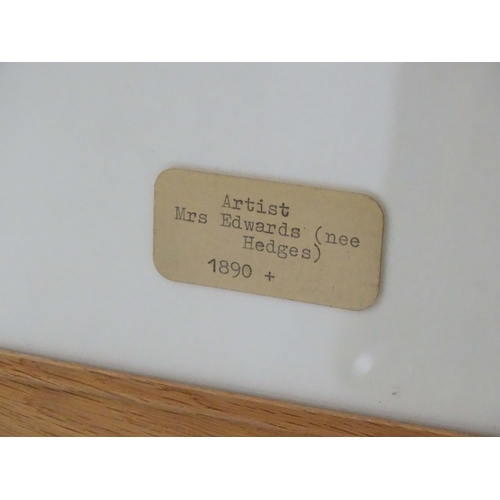 Artist
Mrs Edwards (nee
Hedges)
1890 +